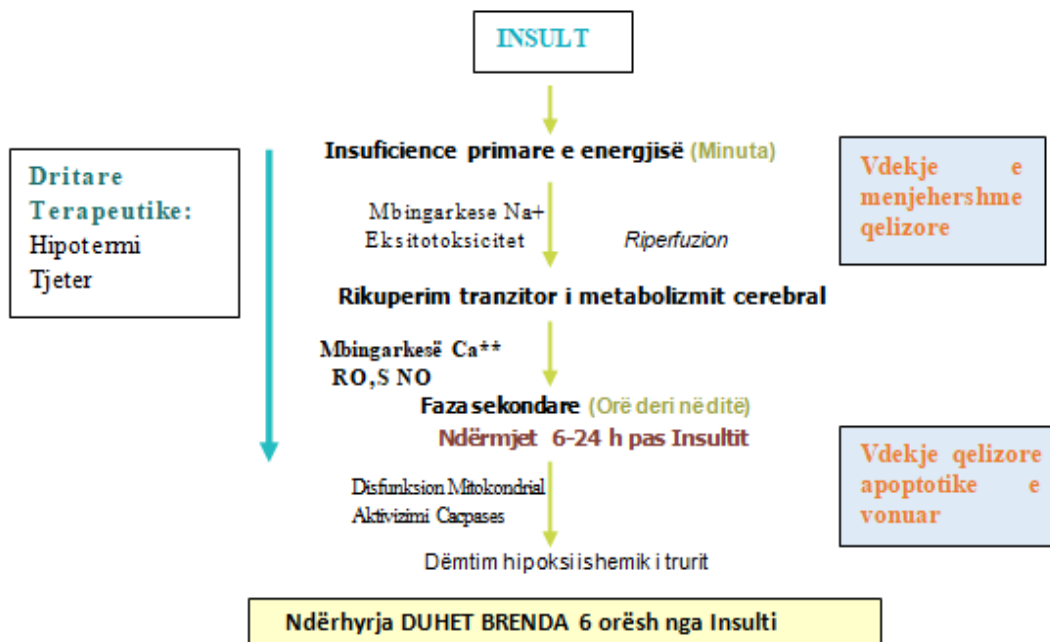 INSULT
Insuficience primare e energjisë (Minuta)
Dritare
Terapeutike:
Hipotermi
Tjeter
Vdekje e
menjehershme
qelizore
Mbingarkese Na+
Eksitotoksicitet
Riperfuzion
Rikuperim tranzitor i metabolizmit cerebral
Mbingarkesë Ca**
RO,S NO
Faza sekondare (Orë deri në ditë)
Ndërmjet 6-24 h pas Insultit
Vdekje qelizore
apoptotike e
vonuar
Disfunksion Mitokondrial
Aktivizimi Cacpases
Dëmtim hipoksi ishemik i trurit
Ndërhyrja DUHET BRENDA 6 orësh nga Insulti